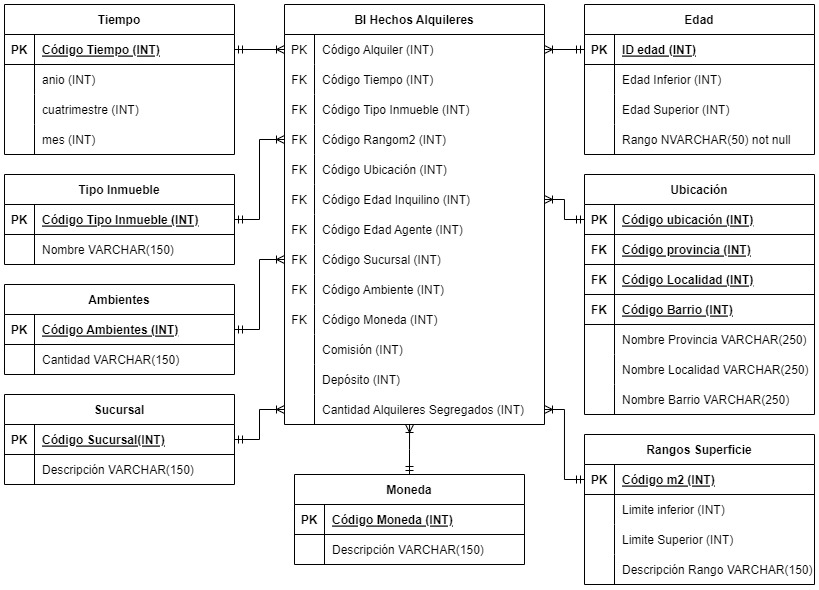 Tiempo
PK Código Tiempo (INT)
anio (INT)
cuatrimestre (INT)
mes (INT)
Tipo Inmueble
PK Código Tipo Inmueble (INT)
Nombre VARCHAR(150)
Ambientes
PK Código Ambientes (INT)
Cantidad VARCHAR(150)
Sucursal
PK Código Sucursal(INT)
Descripción VARCHAR(150)
BI Hechos Alquileres
PK Código Alquiler (INT)
FK Código Tiempo (INT)
FK Código Tipo Inmueble (INT)
FK Código Rangom2 (INT)
FK Código Ubicación (INT)
FK Código Edad Inquilino (INT)
FK Código Edad Agente (INT)
FK Código Sucursal (INT)
FK Código Ambiente (INT)
FK Código Moneda (INT)
Comisión (INT)
Depósito (INT)
Cantidad Alquileres Segregados (INT)
Moneda
PK Código Moneda (INT)
Descripción VARCHAR(150)
Edad
PK ID edad (INT)
Edad Inferior (INT)
Edad Superior (INT)
Rango NVARCHAR(50) not null
Ubicación
PK Código ubicación (INT)
FK Código provincia (INT)
FK Código Localidad (INT)
FK Código Barrio (INT)
Nombre Provincia VARCHAR(250)
Nombre Localidad VARCHAR(250)
Nombre Barrio VARCHAR(250)
Rangos Superficie
PK Código m2 (INT)
Limite inferior (INT)
Limite Superior (INT)
Descripción Rango VARCHAR(150)